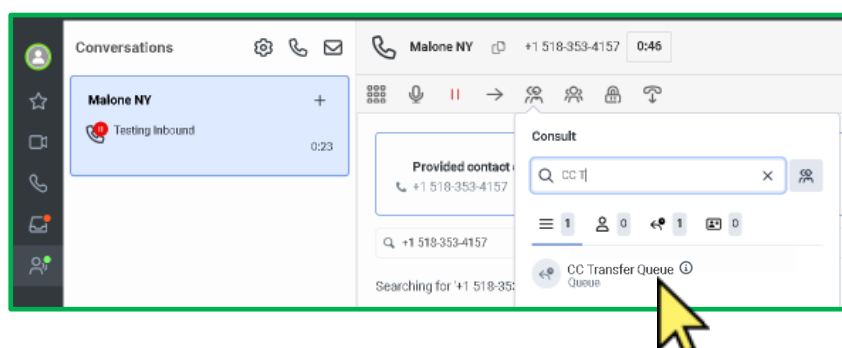 Conversations
Malone NY
+1 518-353-4157
0:46
Malone NY
+
Testing Inbound
0:23
Consult
CC T
Provided contact
+1 518-353-4157
1
0
1
0
+1 518-353-4157
CC Transfer Queue
Queue
Searching for '+1 518-35